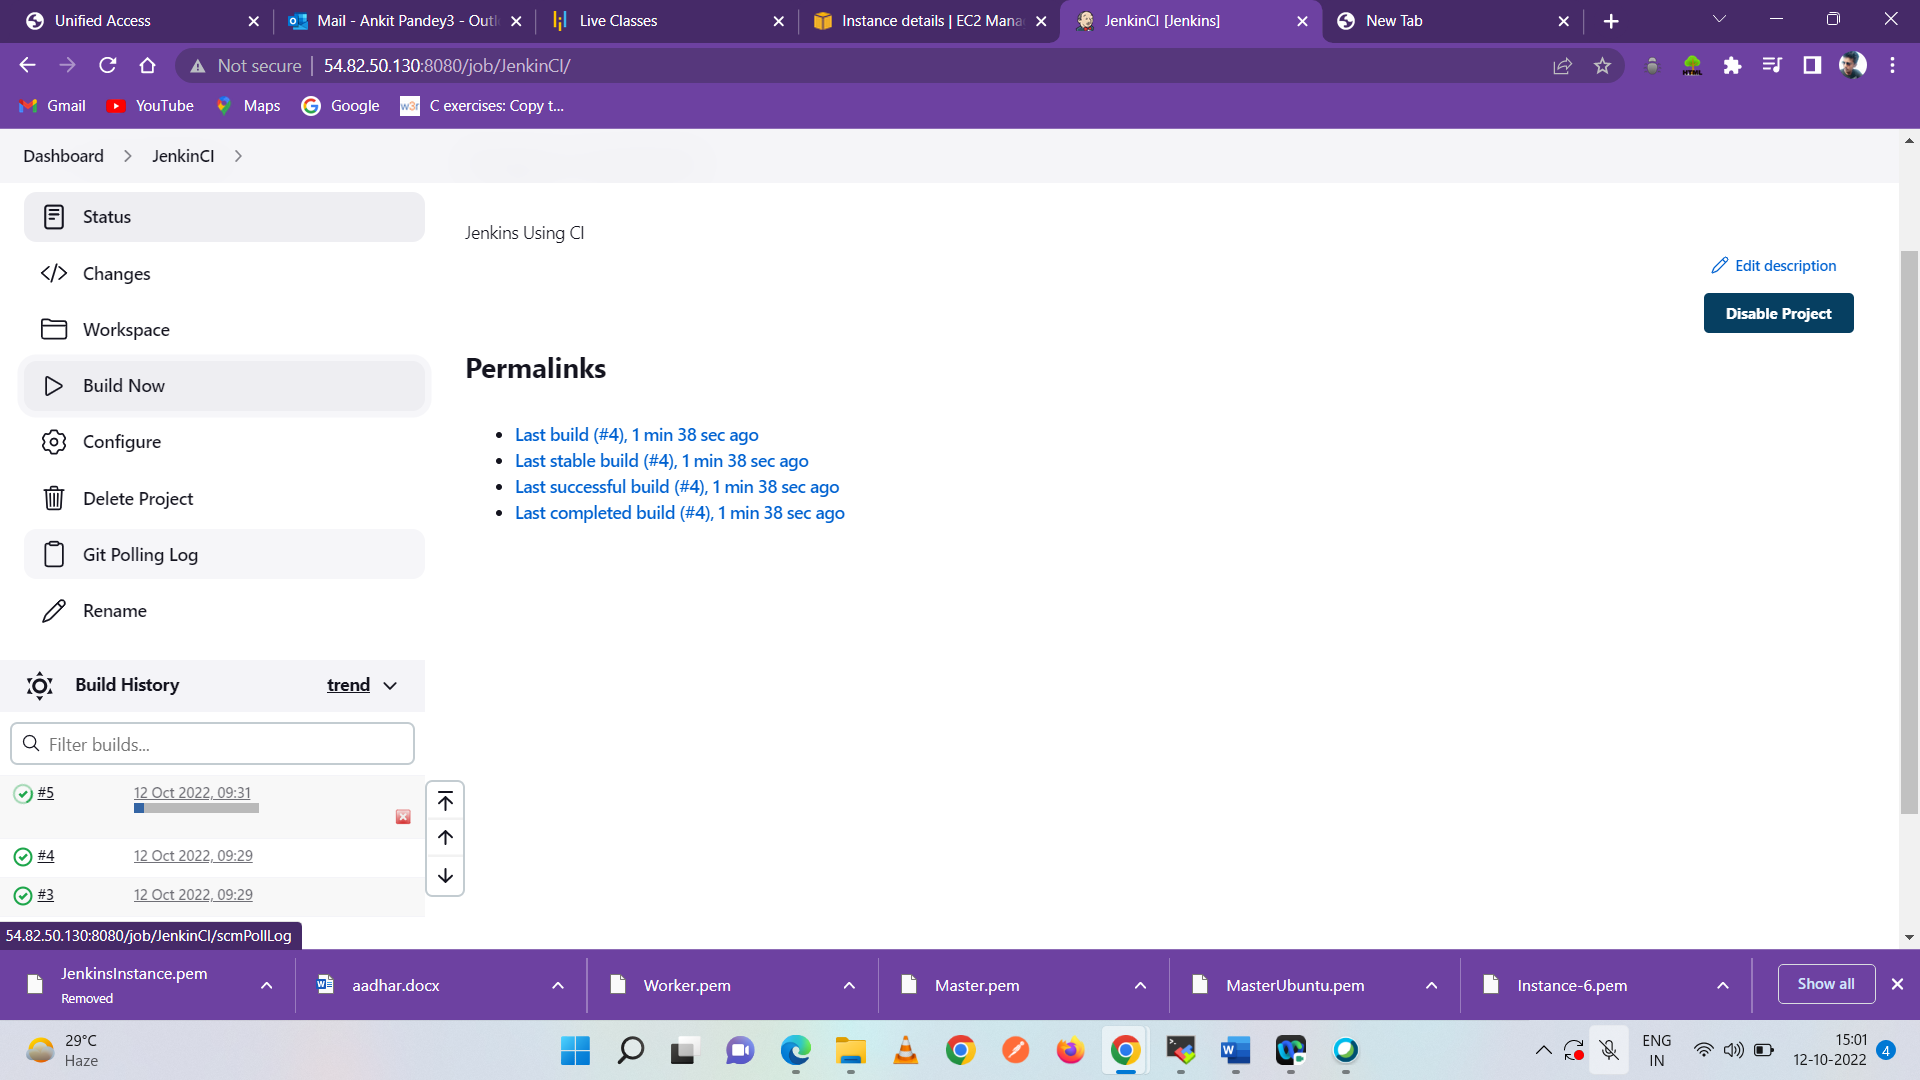 Unified Access
Mail - Ankit Pandey3 - Outl
Live Classes
Instance details | EC2 Mana
JenkinCI [Jenkins]
New Tab
Not secure
54.82.50.130:8080/job/JenkinCI/
Gmail
YouTube
Maps
Google
C exercises: Copy t...
Dashboard
JenkinCI
Status
Changes
Workspace
Build Now
Configure
Delete Project
Git Polling Log
Rename
Jenkins Using CI
Edit description
Disable Project
Permalinks
Last build (#4), 1 min 38 sec ago
Last stable build (#4), 1 min 38 sec ago
Last successful build (#4), 1 min 38 sec ago
Last completed build (#4), 1 min 38 sec ago
Build History
trend
Filter builds...
#5
12 Oct 2022, 09:31
#4
12 Oct 2022, 09:29
#3
12 Oct 2022, 09:29
54.82.50.130:8080/job/JenkinCI/scmPollLog
JenkinsInstance.pem
Removed
aadhar.docx
Worker.pem
Master.pem
MasterUbuntu.pem
Instance-6.pem
Show all
29°C
Haze
ENG
IN
15:01
12-10-2022
4